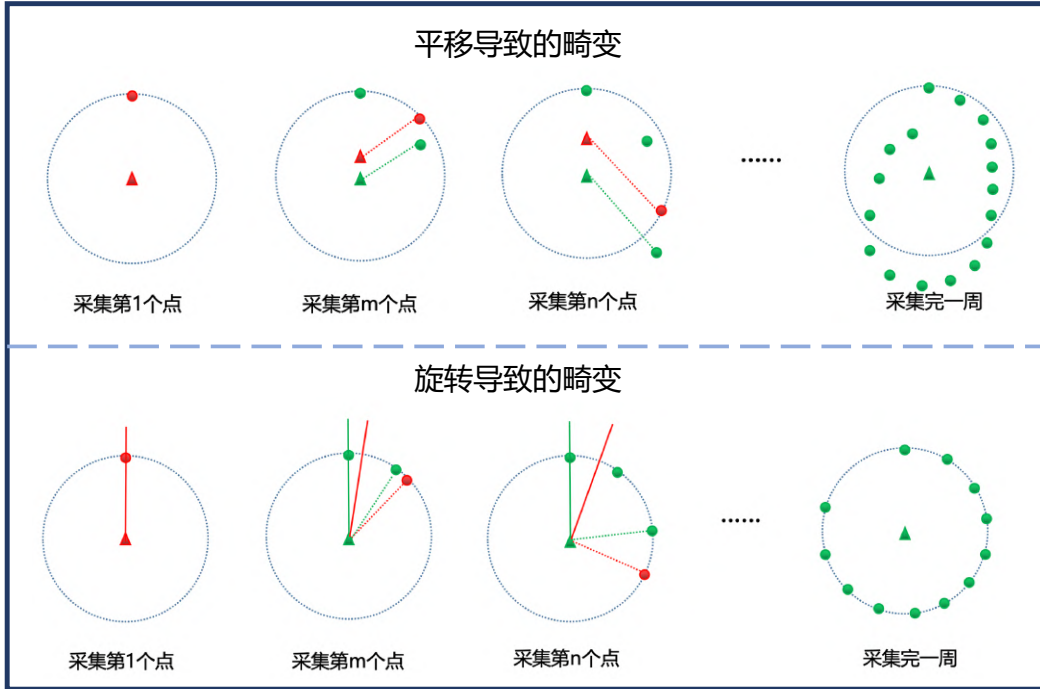 平移导致的畸变
······
采集第1个点
采集第m个点
采集第n个点
采集完一周
旋转导致的畸变
······
采集第1个点
采集第m个点
采集第n个点
采集完一周